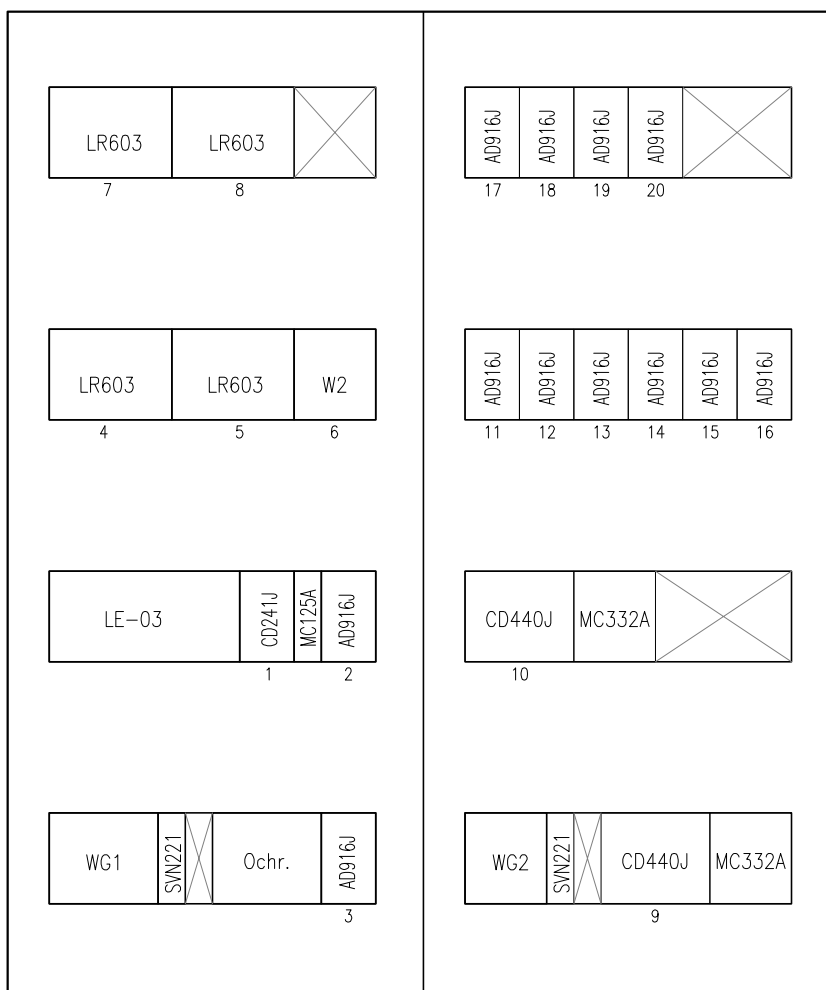 LR603 LR603
7 8
LR603 LR603 W2
4 5 6
LE-03 CD241J MC125A AD916J
1 2
WG1 SVN221 Ochr. AD916J
3
AD916J AD916J AD916J AD916J
17 18 19 20
AD916J AD916J AD916J AD916J AD916J AD916J
11 12 13 14 15 16
CD440J MC332A
10
WG2 SVN221 CD440J MC332A
9